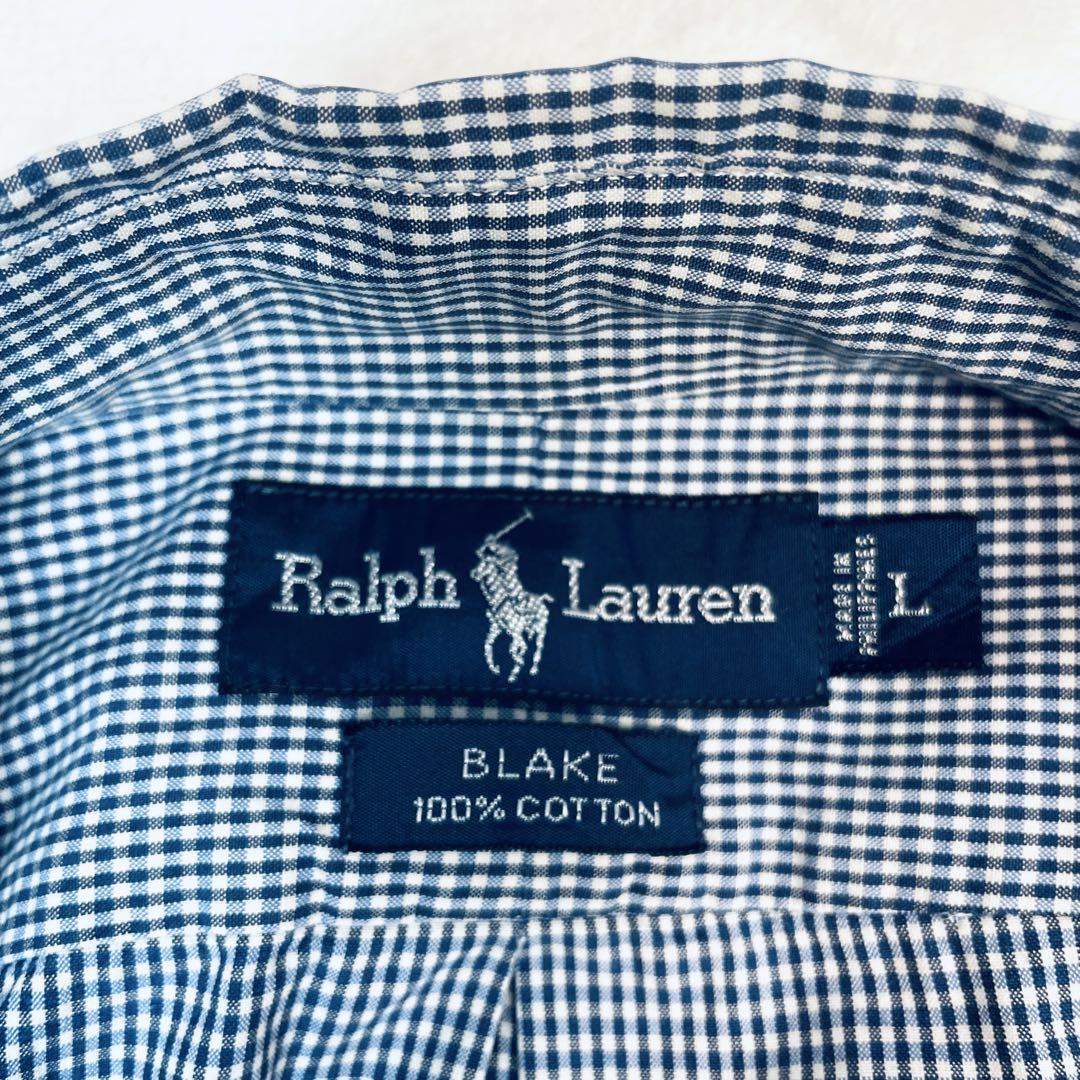 Ralph Lauren
MADE IN
PHILIPPINES
L
BLAKE
100% COTTON